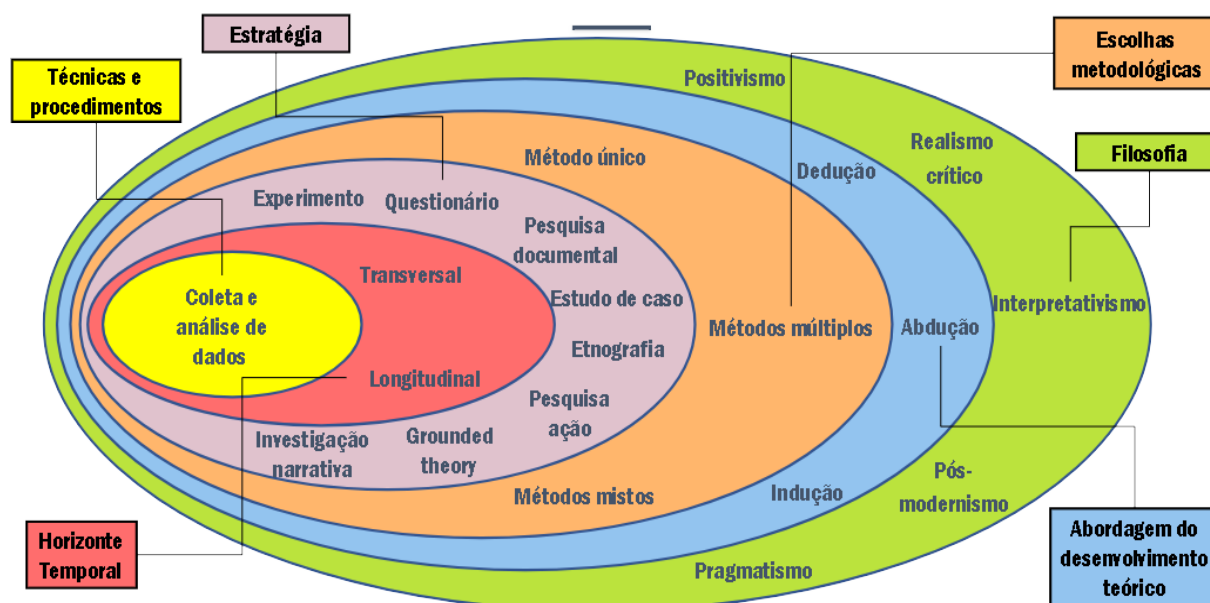 Estratégia
Escolhas
metodológicas
Técnicas e
procedimentos
Positivismo
Realismo
crítico
Filosofia
Método único
Dedução
Experimento
Questionário
Pesquisa
documental
Transversal
Estudo de caso
Interpretativismo
Coleta e
análise de
dados
Métodos múltiplos
Abdução
Etnografia
Longitudinal
Pesquisa
ação
Investigação
narrativa
Grounded
theory
Métodos mistos
Indução
Pós-
modernismo
Horizonte
Temporal
Pragmatismo
Abordagem do
desenvolvimento
teórico